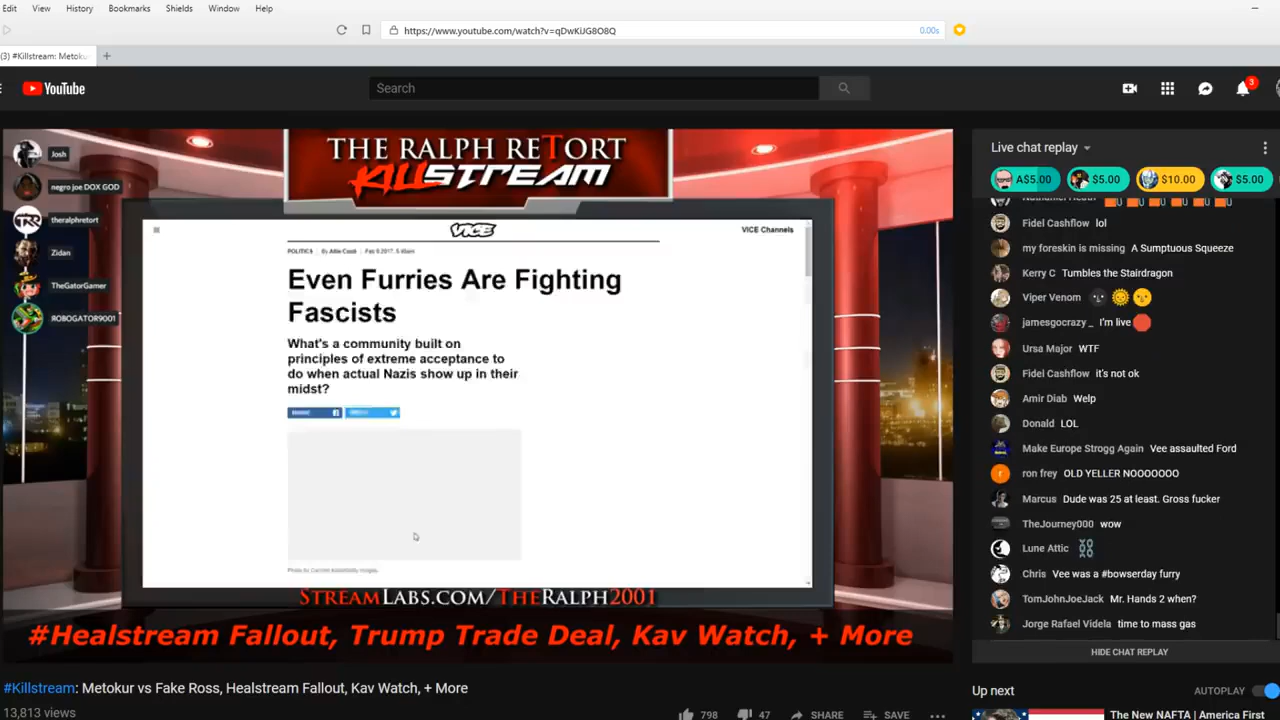 Edit View History Bookmarks Shields Window Help
https://www.youtube.com/watch?v=qDwKiJG8O8Q 0.00s
(3) #Killstream: Metoku
YouTube
Search
3
THE RALPH RETORT
KILLSTREAM
Josh
negro joe DOX GOD
theralphretort
Zidan
TheGatorGamer
ROBOGATOR9001
VICE
VICE Channels
POLITICS
Even Furries Are Fighting
Fascists
What's a community built on
principles of extreme acceptance to
do when actual Nazis show up in their
midst?
STREAMLABS.COM/THERALPH2001
#Healstream Fallout, Trump Trade Deal, Kav Watch, + More
#Killstream: Metokur vs Fake Ross, Healstream Fallout, Kav Watch, + More
13,813 views
798 47 SHARE SAVE
Live chat replay
A$5.00 $5.00 $10.00 $5.00
Fidel Cashflow lol
my foreskin is missing A Sumptuous Squeeze
Kerry C Tumbles the Stairdragon
Viper Venom
jamesgocrazy _ I'm live
Ursa Major WTF
Fidel Cashflow it's not ok
Amir Diab Welp
Donald LOL
Make Europe Strogg Again Vee assaulted Ford
ron frey OLD YELLER NOOOOOOO
Marcus Dude was 25 at least. Gross fucker
TheJourney000 wow
Lune Attic
Chris Vee was a #bowserday furry
TomJohnJoeJack Mr. Hands 2 when?
Jorge Rafael Videla time to mass gas
HIDE CHAT REPLAY
Up next AUTOPLAY
The New NAFTA | America First